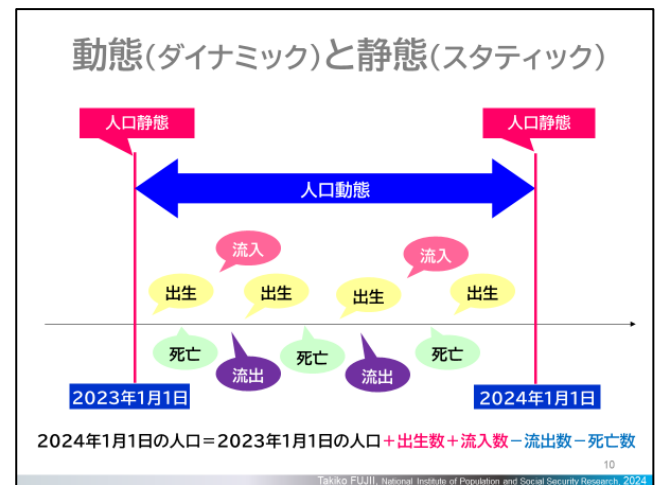 動態(ダイナミック)と静態(スタティック)
人口静態
人口静態
人口動態
流入
流入
出生
出生
出生
出生
死亡
流出
死亡
流出
死亡
2023年1月1日
2024年1月1日
2024年1月1日の人口=2023年1月1日の人口+出生数+流入数-流出数-死亡数
10
Takiko FUJII, National Institute of Population and Social Security Research, 2024